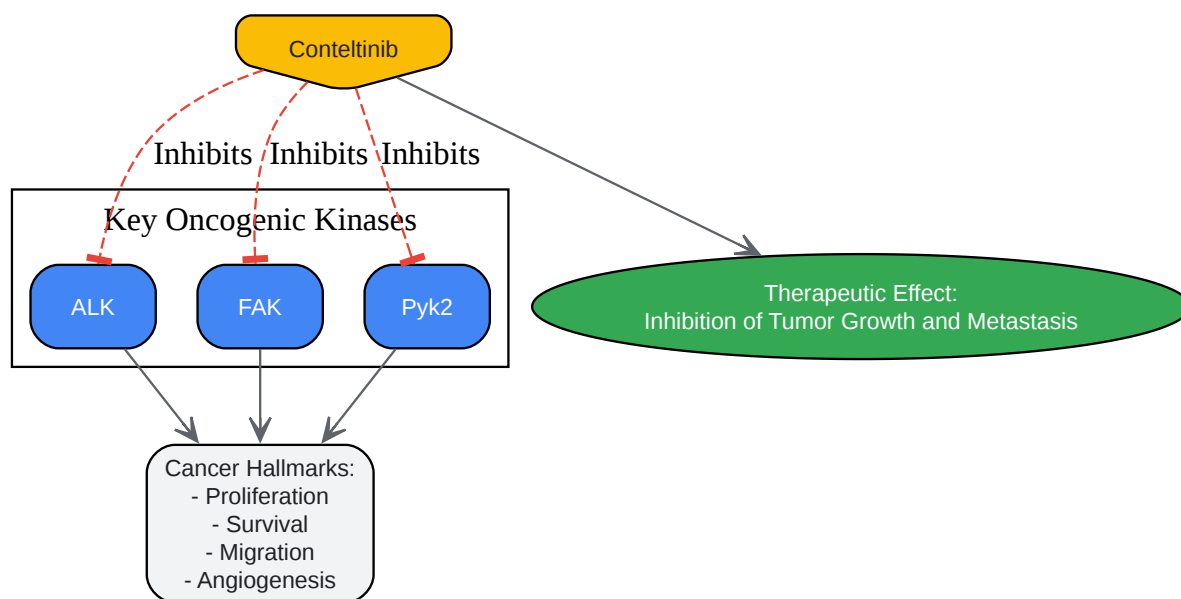 Conteltinib
Inhibits Inhibits Inhibits
Key Oncogenic Kinases
ALK FAK Pyk2
Therapeutic Effect:
Inhibition of Tumor Growth and Metastasis
Cancer Hallmarks:
- Proliferation
- Survival
- Migration
- Angiogenesis